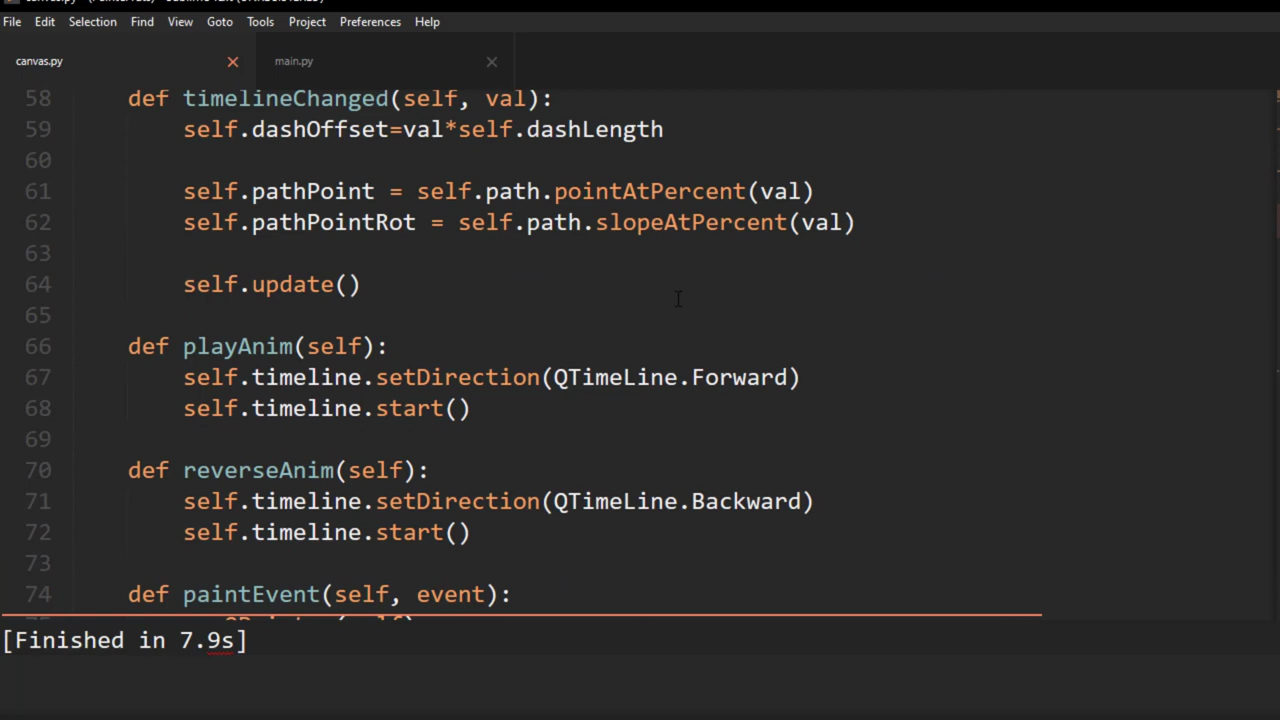 File Edit Selection Find View Goto Tools Project Preferences Help
canvas.py main.py
58 def timelineChanged(self, val):
59 self.dashOffset=val*self.dashLength
60
61 self.pathPoint = self.path.pointAtPercent(val)
62 self.pathPointRot = self.path.slopeAtPercent(val)
63
64 self.update()
65
66 def playAnim(self):
67 self.timeline.setDirection(QTimeLine.Forward)
68 self.timeline.start()
69
70 def reverseAnim(self):
71 self.timeline.setDirection(QTimeLine.Backward)
72 self.timeline.start()
73
74 def paintEvent(self, event):
[Finished in 7.9s]